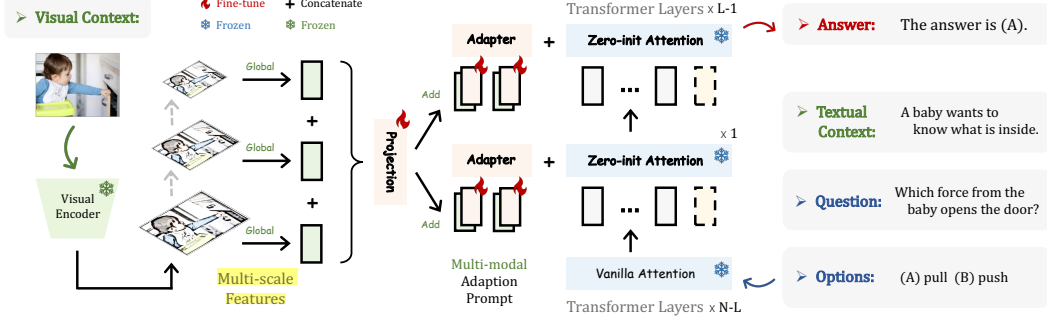 Visual Context:
Fine-tune
Concatenate
Frozen
Frozen
Visual
Encoder
Global
Global
Global
+
+
Multi-scale
Features
Projection
Add
Add
Transformer Layers x L-1
Adapter + Zero-init Attention
...
x 1
Adapter + Zero-init Attention
...
Vanilla Attention
Multi-modal
Adaption
Prompt
Transformer Layers x N-L
Answer: The answer is (A).
Textual
Context:
A baby wants to
know what is inside.
Question:
Which force from the
baby opens the door?
Options: (A) pull (B) push